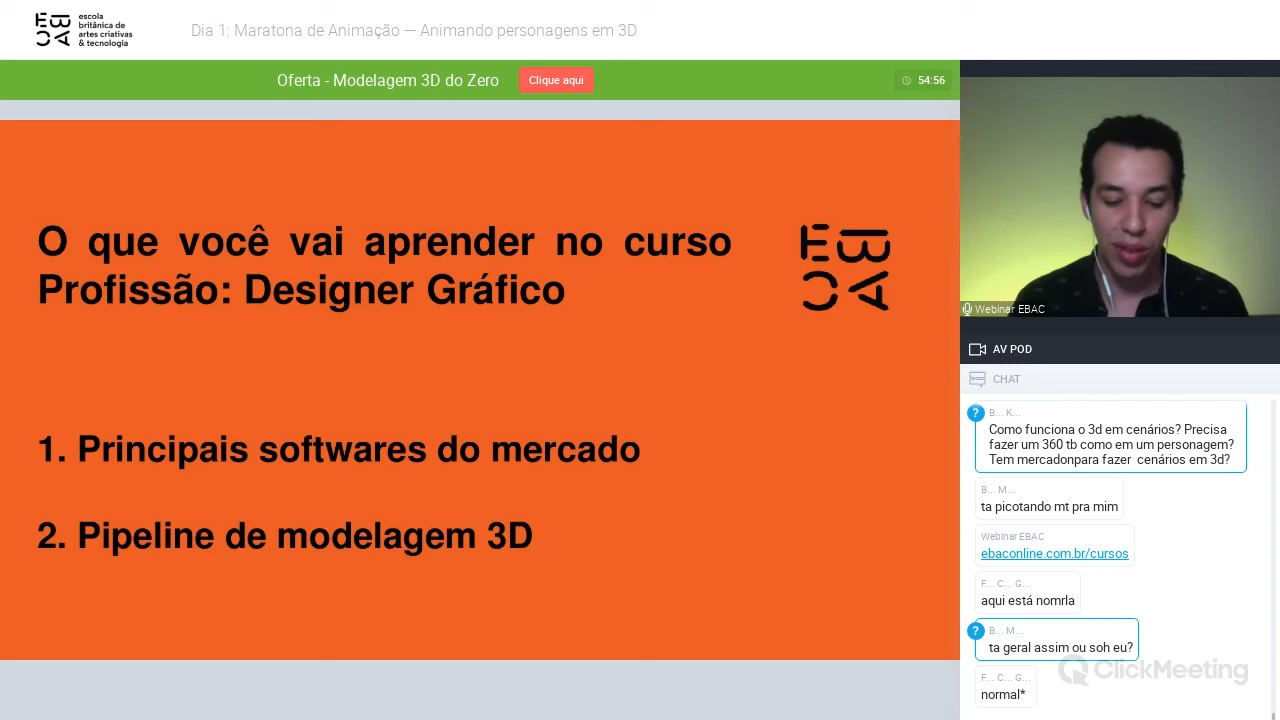 EBAC
escola
britânica de
artes criativas
& tecnologia
Dia 1: Maratona de Animação — Animando personagens em 3D
Oferta - Modelagem 3D do Zero
Clique aqui
54:56
O que você vai aprender no curso
Profissão: Designer Gráfico
EBAC
1. Principais softwares do mercado
2. Pipeline de modelagem 3D
Webinar EBAC
AV POD
CHAT
?
B... K...
Como funciona o 3d em cenários? Precisa
fazer um 360 tb como em um personagem?
Tem mercadonpara fazer cenários em 3d?
B... M...
ta picotando mt pra mim
Webinar EBAC
ebaconline.com.br/cursos
F... C... G...
aqui está nomrla
?
B... M...
ta geral assim ou soh eu?
ClickMeeting
F... C... G...
normal*